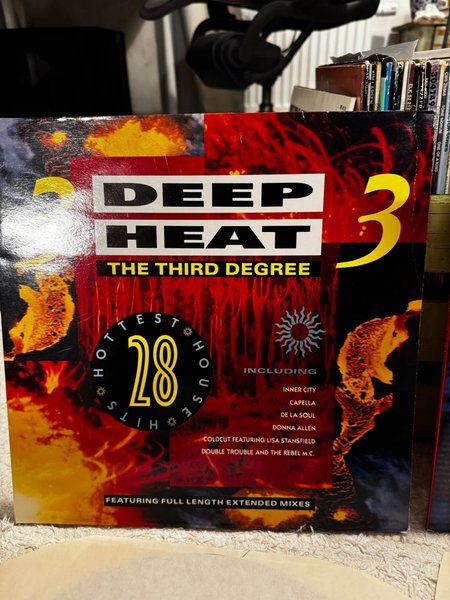 DEEP
HEAT
THE THIRD DEGREE
3
3
28
HOTTEST HOUSE HITS
INCLUDING
INNER CITY
CAPELLA
DE LA SOUL
DONNA ALLEN
COLDCUT FEATURING LISA STANSFIELD
DOUBLE TROUBLE AND THE REBEL M.C.
FEATURING FULL LENGTH EXTENDED MIXES